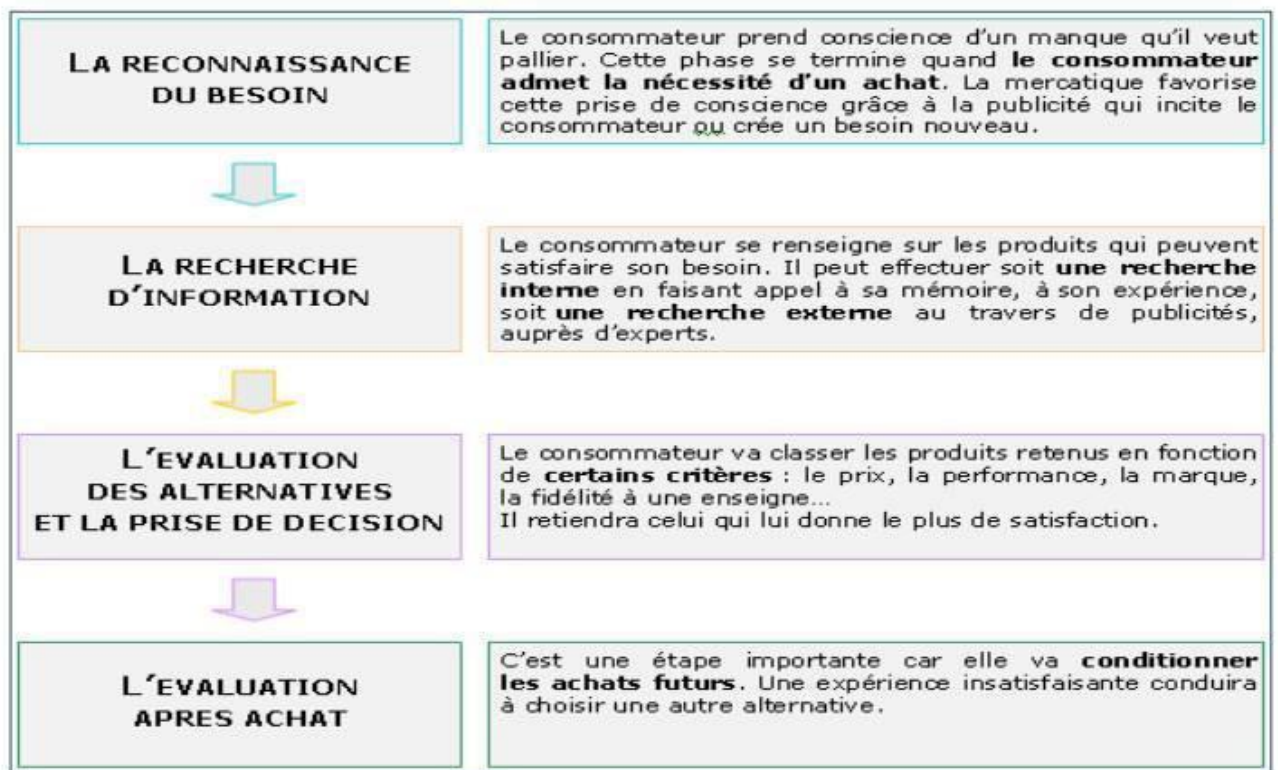 LA RECONNAISSANCE
DU BESOIN
Le consommateur prend conscience d'un manque qu'il veut
pallier. Cette phase se termine quand le consommateur
admet la nécessité d'un achat. La mercatique favorise
cette prise de conscience grâce à la publicité qui incite le
consommateur ou crée un besoin nouveau.
LA RECHERCHE
D'INFORMATION
Le consommateur se renseigne sur les produits qui peuvent
satisfaire son besoin. Il peut effectuer soit une recherche
interne en faisant appel à sa mémoire, à son expérience,
soit une recherche externe au travers de publicités,
auprès d'experts.
L'EVALUATION
DES ALTERNATIVES
ET LA PRISE DE DECISION
Le consommateur va classer les produits retenus en fonction
de certains critères : le prix, la performance, la marque,
la fidélité à une enseigne...
Il retiendra celui qui lui donne le plus de satisfaction.
L'EVALUATION
APRES ACHAT
C'est une étape importante car elle va conditionner
les achats futurs. Une expérience insatisfaisante conduira
à choisir une autre alternative.